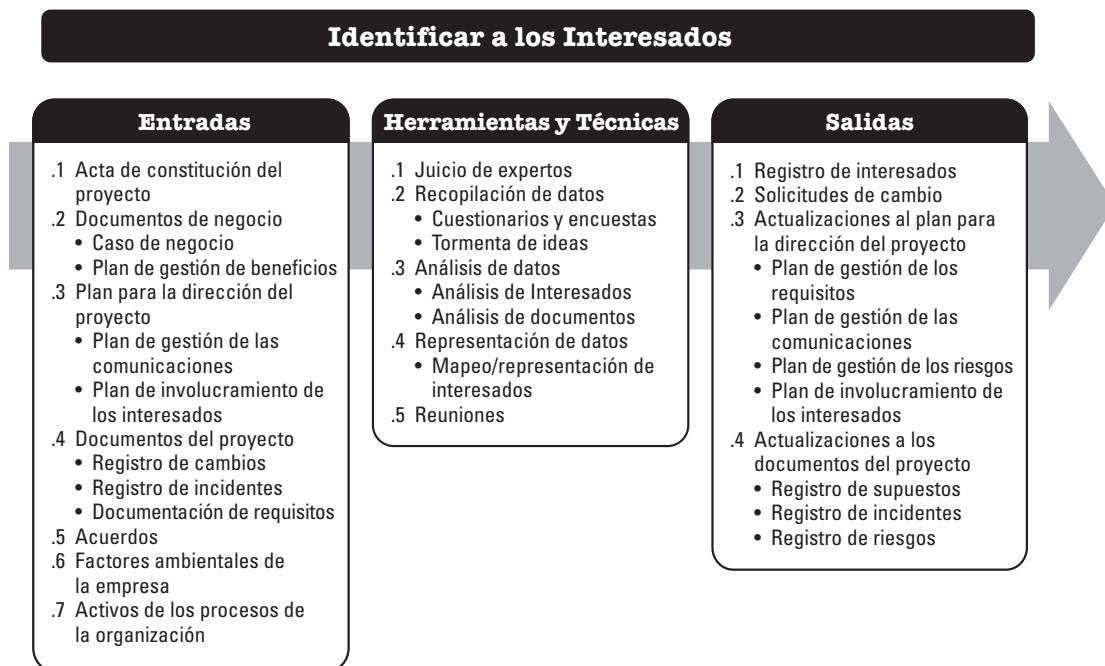 Identificar a los Interesados
Entradas
.1 Acta de constitución del
proyecto
.2 Documentos de negocio
• Caso de negocio
• Plan de gestión de beneficios
.3 Plan para la dirección del
proyecto
• Plan de gestión de las
comunicaciones
• Plan de involucramiento de
los interesados
.4 Documentos del proyecto
• Registro de cambios
• Registro de incidentes
• Documentación de requisitos
.5 Acuerdos
.6 Factores ambientales de
la empresa
.7 Activos de los procesos de
la organización
Herramientas y Técnicas
.1 Juicio de expertos
.2 Recopilación de datos
• Cuestionarios y encuestas
• Tormenta de ideas
.3 Análisis de datos
• Análisis de Interesados
• Análisis de documentos
.4 Representación de datos
• Mapeo/representación de
interesados
.5 Reuniones
Salidas
.1 Registro de interesados
.2 Solicitudes de cambio
.3 Actualizaciones al plan para
la dirección del proyecto
• Plan de gestión de los
requisitos
• Plan de gestión de las
comunicaciones
• Plan de gestión de los riesgos
• Plan de involucramiento de
los interesados
.4 Actualizaciones a los
documentos del proyecto
• Registro de supuestos
• Registro de incidentes
• Registro de riesgos